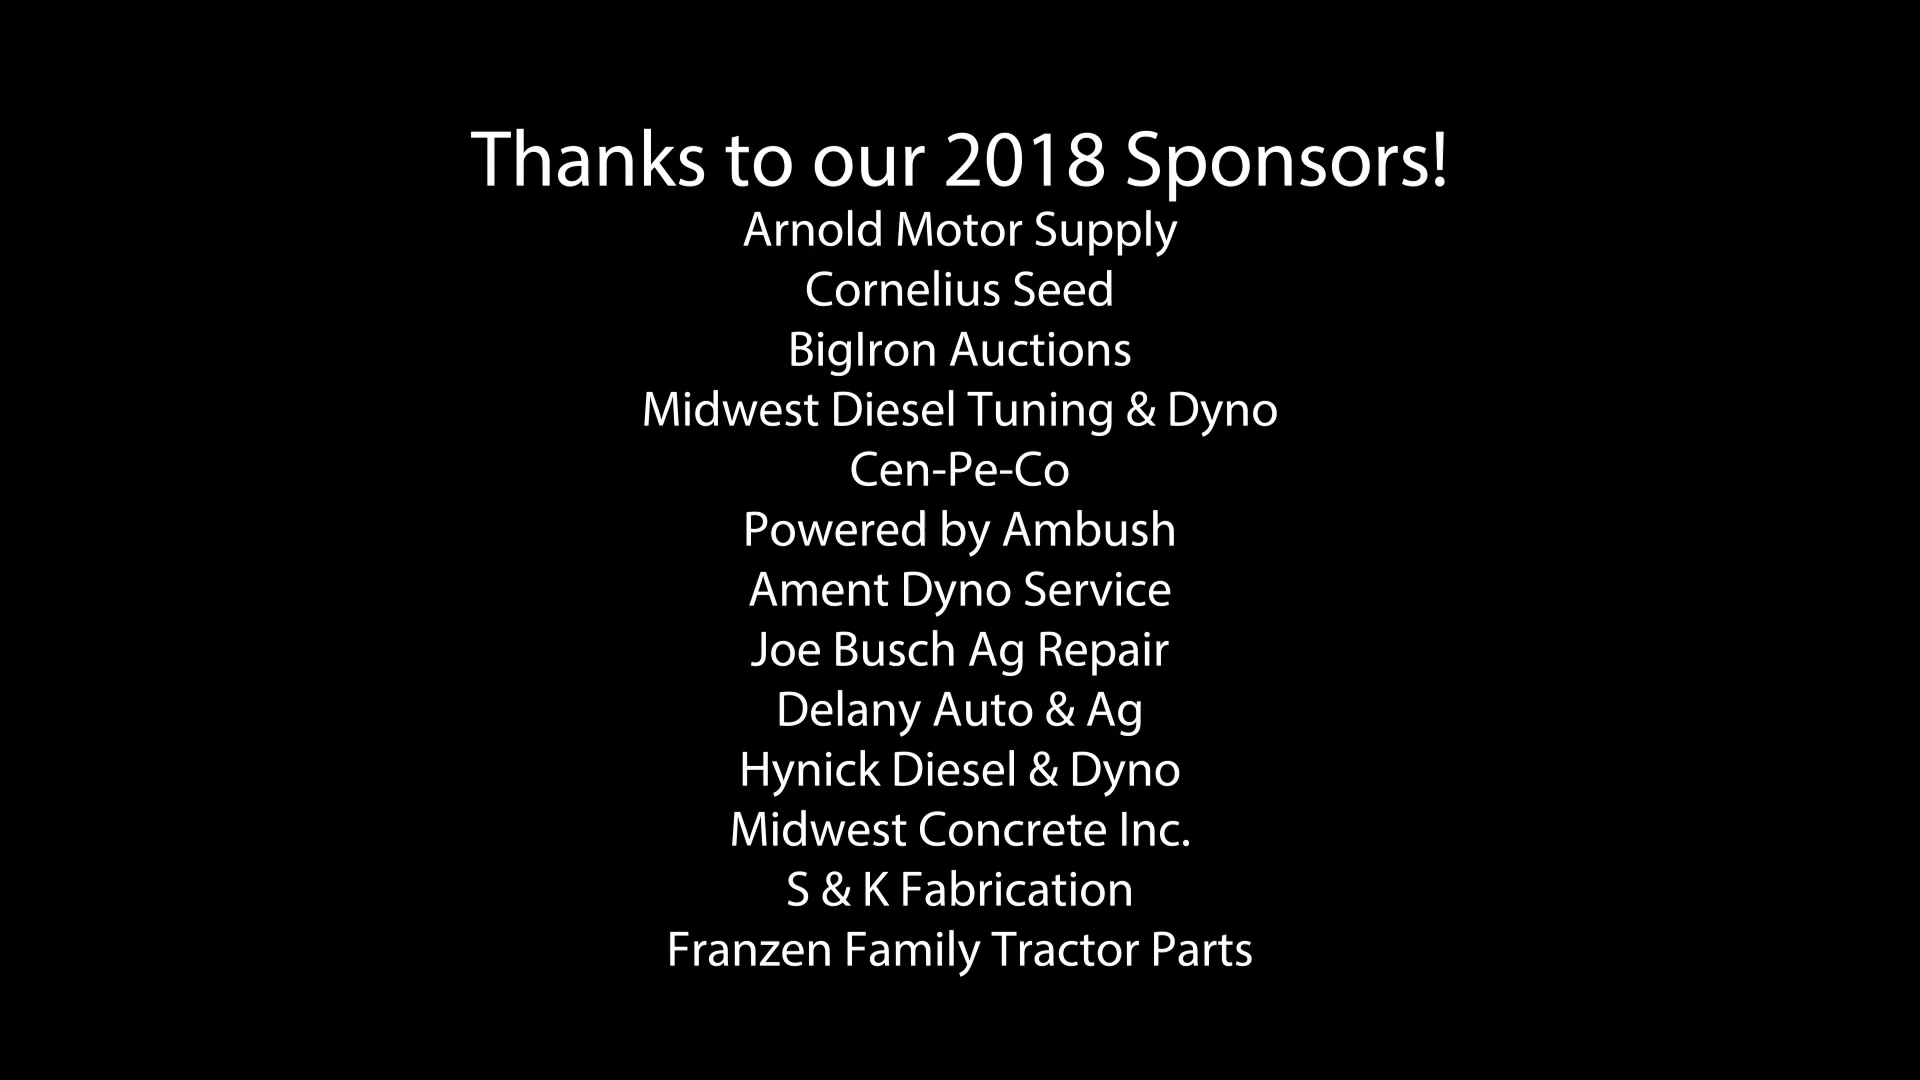 Thanks to our 2018 Sponsors!
Arnold Motor Supply
Cornelius Seed
BigIron Auctions
Midwest Diesel Tuning & Dyno
Cen-Pe-Co
Powered by Ambush
Ament Dyno Service
Joe Busch Ag Repair
Delany Auto & Ag
Hynick Diesel & Dyno
Midwest Concrete Inc.
S & K Fabrication
Franzen Family Tractor Parts